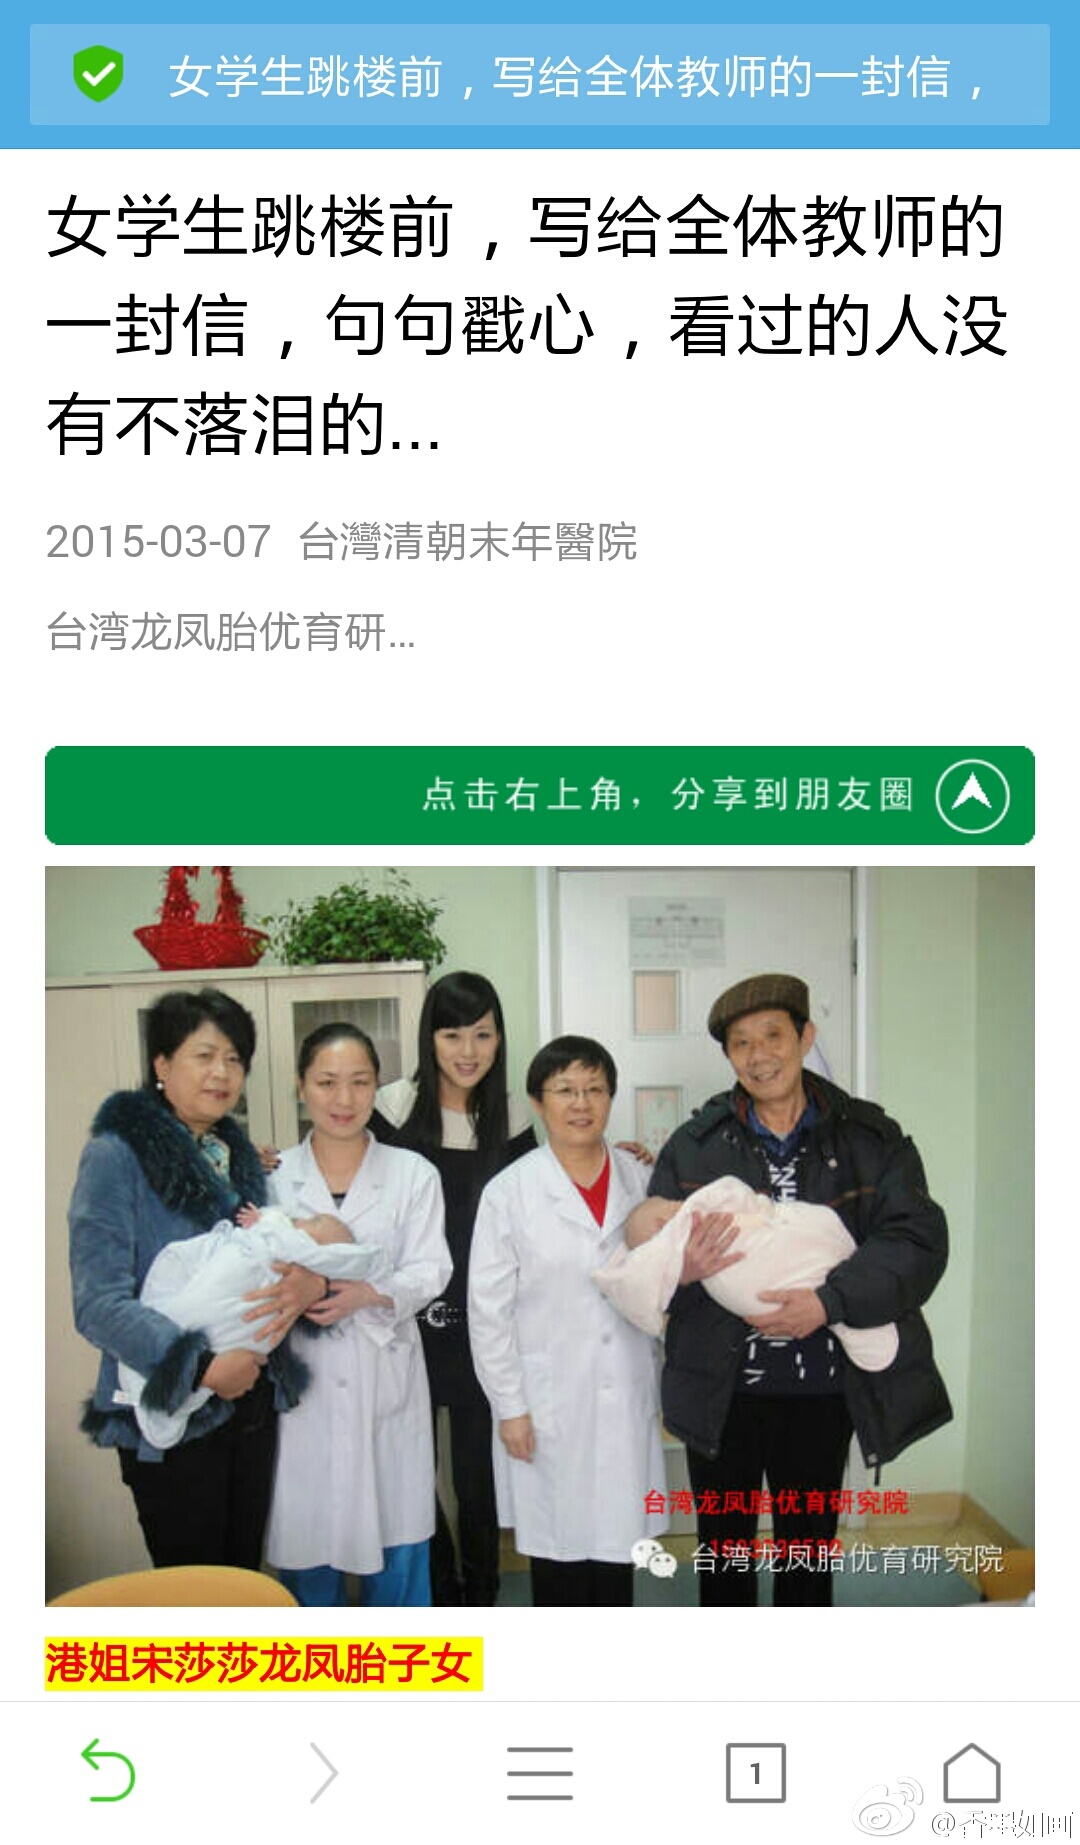 女学生跳楼前，写给全体教师的一封信，
女学生跳楼前，写给全体教师的
一封信，句句戳心，看过的人没
有不落泪的...
2015-03-07 台灣清朝末年醫院
台湾龙凤胎优育研...
点击右上角，分享到朋友圈
台湾龙凤胎优育研究院
台湾龙凤胎优育研究院
港姐宋莎莎龙凤胎子女
1